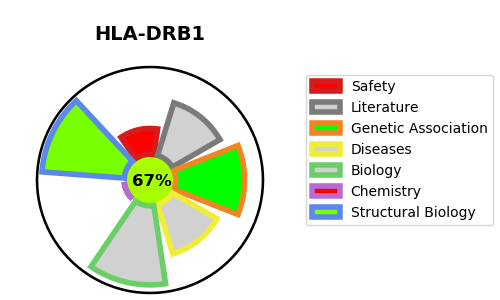 HLA-DRB1
67%
Safety
Literature
Genetic Association
Diseases
Biology
Chemistry
Structural Biology